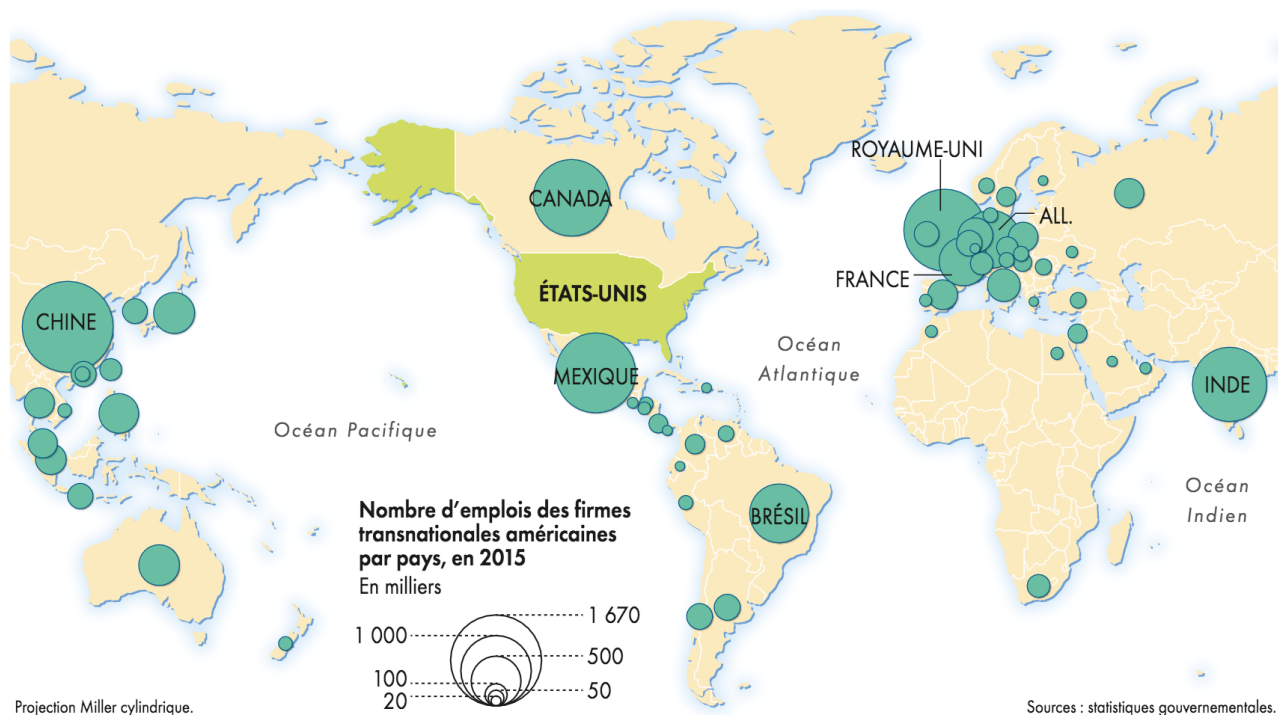 ROYAUME-UNI
CANADA
ALL.
FRANCE
ÉTATS-UNIS
CHINE
Océan
Atlantique
MEXIQUE
INDE
Océan Pacifique
Océan
Indien
BRÉSIL
Nombre d’emplois des firmes
transnationales américaines
par pays, en 2015
En milliers
1 670
1 000
500
100
50
20
Projection Miller cylindrique.
Sources : statistiques gouvernementales.